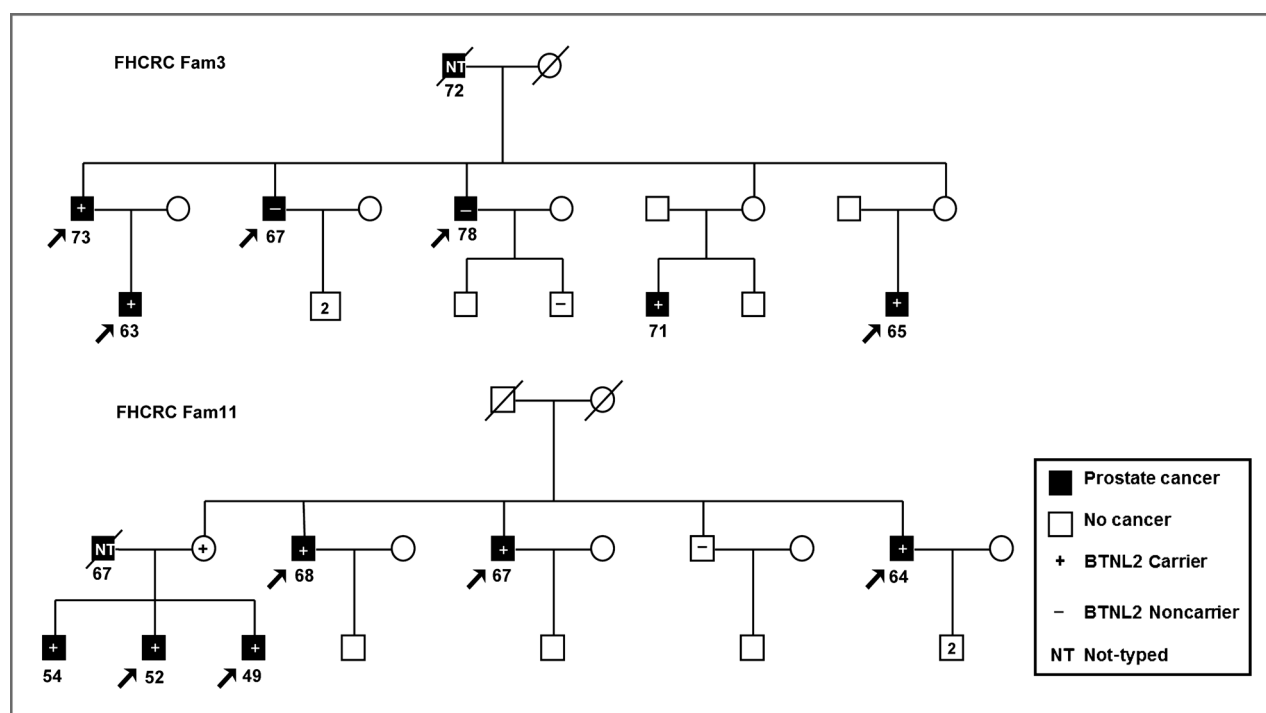 FHCRC Fam3
NT
72
+ − −
73 67 78
+ 2 − + +
63 71 65
FHCRC Fam11
NT + + + − +
67 68 67 64
+ + + 2
54 52 49
Prostate cancer
No cancer
+ BTNL2 Carrier
− BTNL2 Noncarrier
NT Not-typed